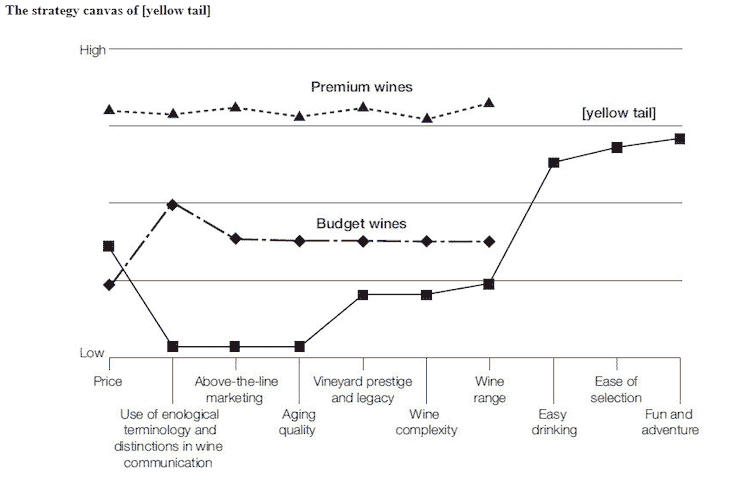 The strategy canvas of [yellow tail]
High
Premium wines
[yellow tail]
Budget wines
Low
Price
Above-the-line
marketing
Vineyard prestige
and legacy
Wine
range
Ease of
selection
Use of enological
terminology and
distinctions in wine
communication
Aging
quality
Wine
complexity
Easy
drinking
Fun and
adventure